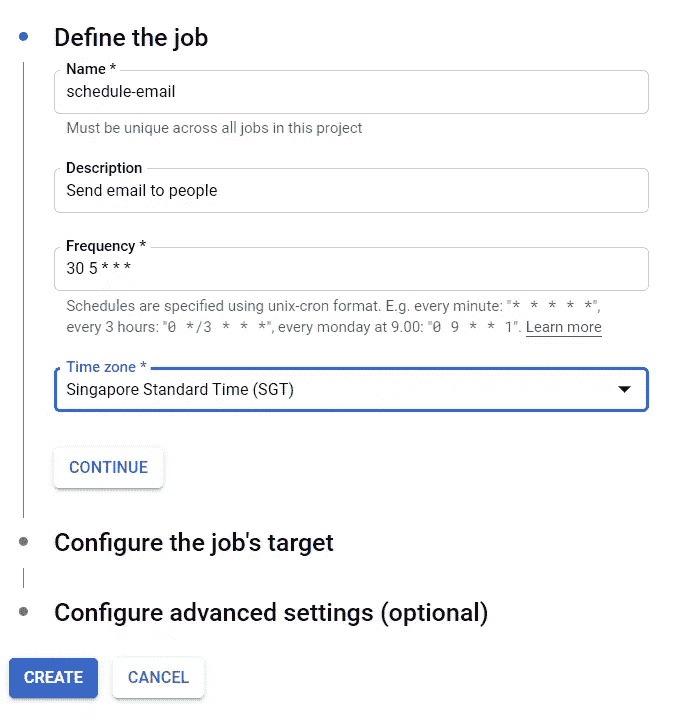 Define the job
Name *
schedule-email
Must be unique across all jobs in this project
Description
Send email to people
Frequency *
30 5 * * *
Schedules are specified using unix-cron format. E.g. every minute: "* * * * *",
every 3 hours: "0 */3 * * *", every monday at 9.00: "0 9 * * 1". Learn more
Time zone *
Singapore Standard Time (SGT)
CONTINUE
Configure the job's target
Configure advanced settings (optional)
CREATE CANCEL